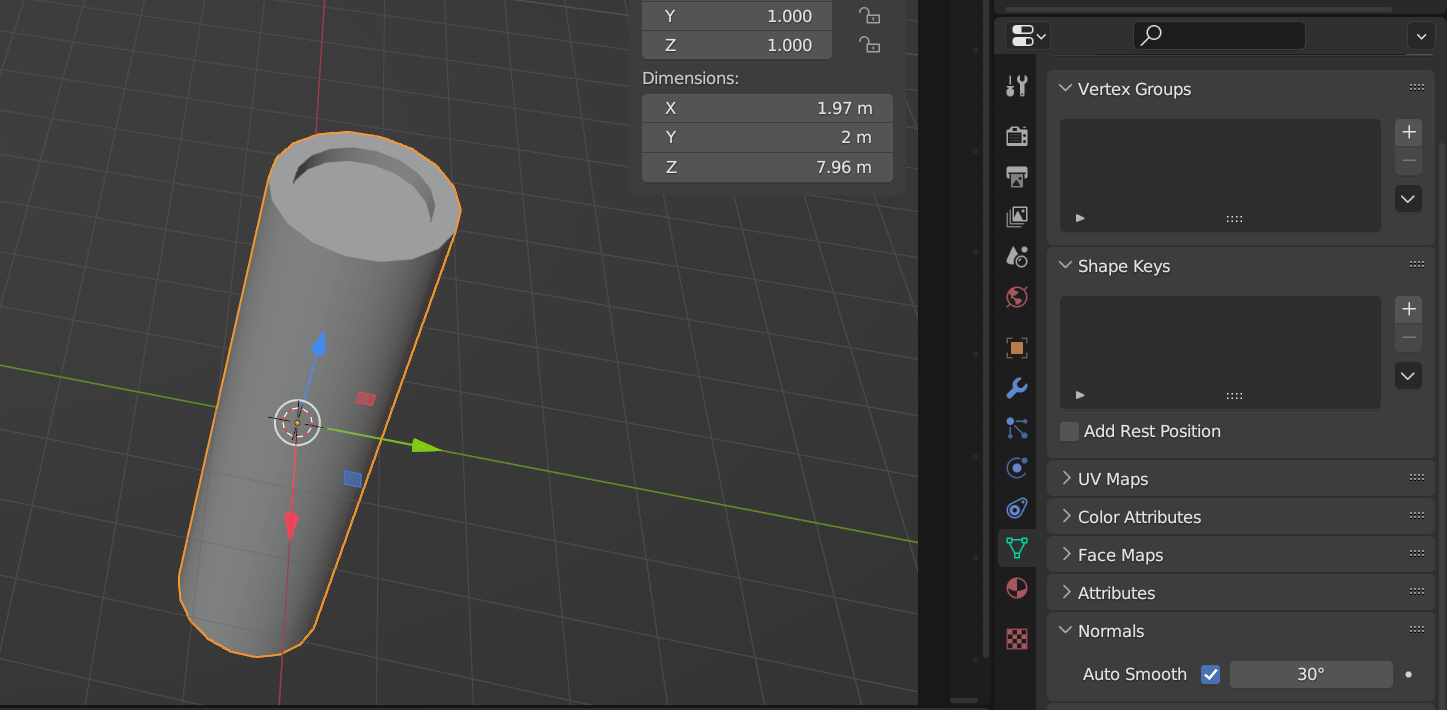 Y 1.000
Z 1.000
Dimensions:
X 1.97 m
Y 2 m
Z 7.96 m
Vertex Groups
Shape Keys
Add Rest Position
UV Maps
Color Attributes
Face Maps
Attributes
Normals
Auto Smooth 30°